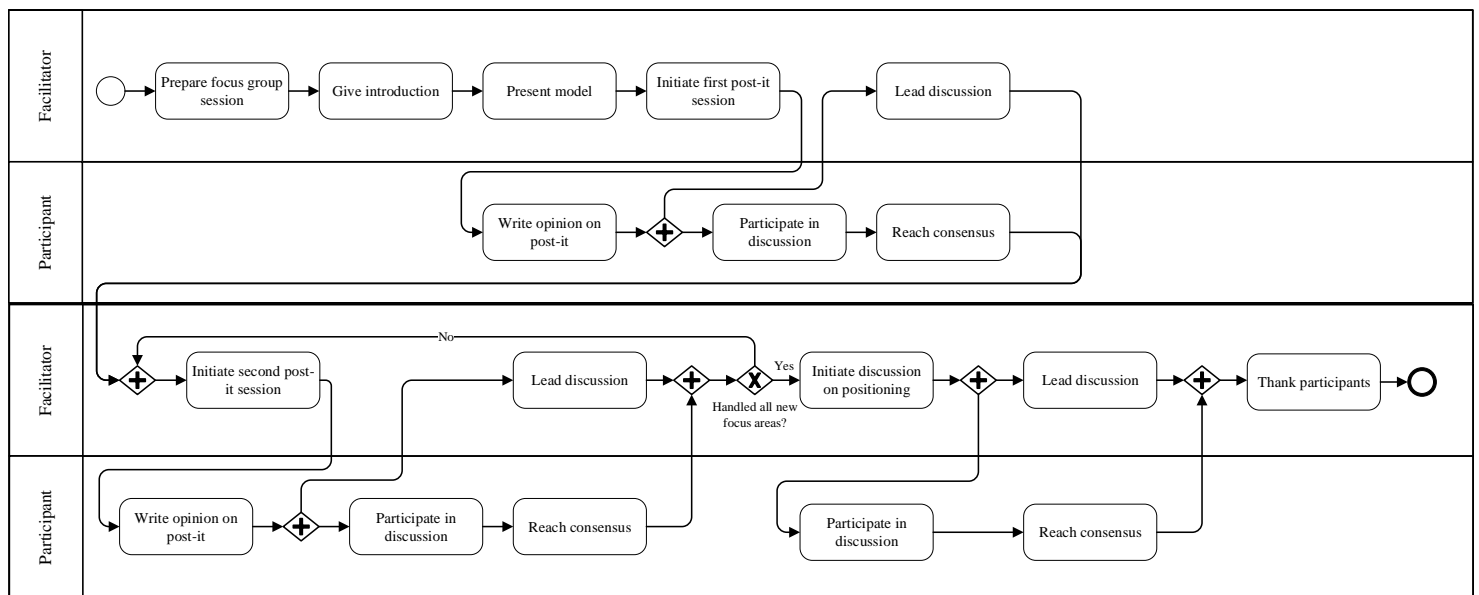 Facilitator
Prepare focus group
session
Give introduction
Present model
Initiate first post-it
session
Lead discussion
Participant
Write opinion on
post-it
Participate in
discussion
Reach consensus
Facilitator
No
Initiate second post-
it session
Lead discussion
Handled all new
focus areas?
Yes
Initiate discussion
on positioning
Lead discussion
Thank participants
Participant
Write opinion on
post-it
Participate in
discussion
Reach consensus
Participate in
discussion
Reach consensus